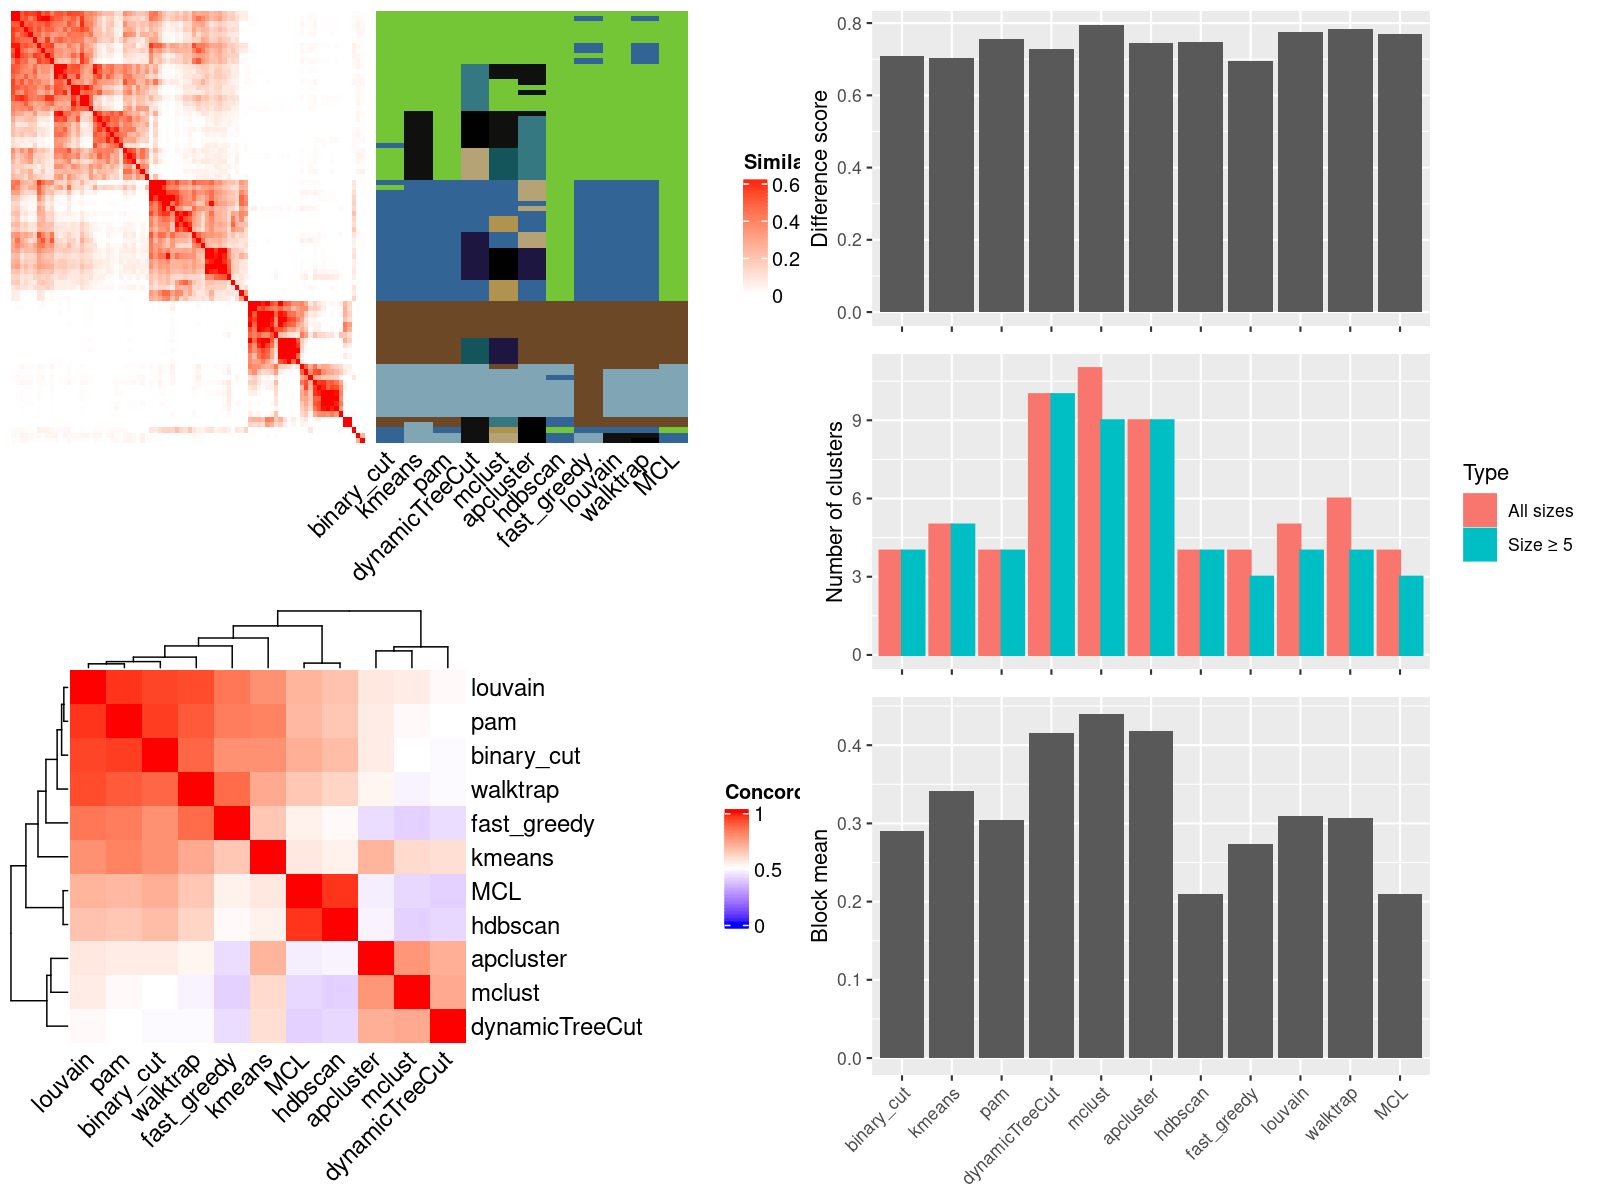 Simila
0.6
0.4
0.2
0
binary_cut
kmeans
pam
dynamicTreeCut
mclust
apcluster
hdbscan
fast_greedy
louvain
walktrap
MCL
louvain
pam
binary_cut
walktrap
fast_greedy
kmeans
MCL
hdbscan
apcluster
mclust
dynamicTreeCut
louvain
pam
binary_cut
walktrap
fast_greedy
kmeans
MCL
hdbscan
apcluster
mclust
dynamicTreeCut
Concord
1
0.5
0
Difference score
0.8
0.6
0.4
0.2
0.0
Number of clusters
9
6
3
0
Type
All sizes
Size ≥ 5
Block mean
0.4
0.3
0.2
0.1
0.0
binary_cut
kmeans
pam
dynamicTreeCut
mclust
apcluster
hdbscan
fast_greedy
louvain
walktrap
MCL